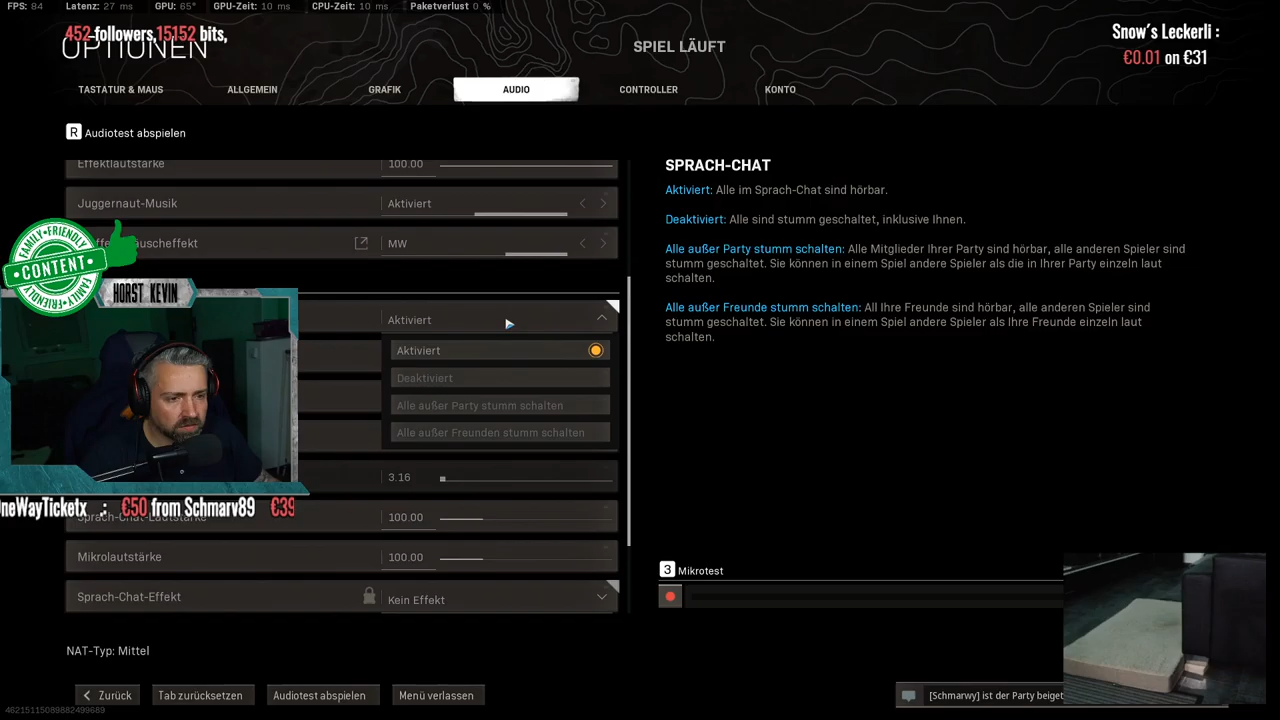 FPS: 84 Latenz: 27 ms GPU: 65° GPU-Zeit: 10 ms CPU-Zeit: 10 ms Paketverlust 0 %
452 followers, 15152 bits,
OPTIONEN
SPIEL LÄUFT
Snow´s Leckerli :
€0.01 on €31
TASTATUR & MAUS ALLGEMEIN GRAFIK AUDIO CONTROLLER KONTO
R Audiotest abspielen
Effektlautstärke 100.00
Juggernaut-Musik Aktiviert
MW
FAMILY-FRIENDLY
CONTENT
FAMILY-FRIENDLY
HORST KEVIN
Aktiviert
Aktiviert
Deaktiviert
Alle außer Party stumm schalten
Alle außer Freunden stumm schalten
3.16
OneWayTicketx .: €50 from Schmarv89 €39
Sprach-Chat-Lautstärke 100.00
Mikrolautstärke 100.00
Sprach-Chat-Effekt Kein Effekt
SPRACH-CHAT
Aktiviert: Alle im Sprach-Chat sind hörbar.
Deaktiviert: Alle sind stumm geschaltet, inklusive Ihnen.
Alle außer Party stumm schalten: Alle Mitglieder Ihrer Party sind hörbar, alle anderen Spieler sind
stumm geschaltet. Sie können in einem Spiel andere Spieler als die in Ihrer Party einzeln laut
schalten.
Alle außer Freunde stumm schalten: All Ihre Freunde sind hörbar, alle anderen Spieler sind
stumm geschaltet. Sie können in einem Spiel andere Spieler als Ihre Freunde einzeln laut
schalten.
3 Mikrotest
NAT-Typ: Mittel
Zurück Tab zurücksetzen Audiotest abspielen Menü verlassen
[Schmarwy] ist der Party beiget
46215115089882499689